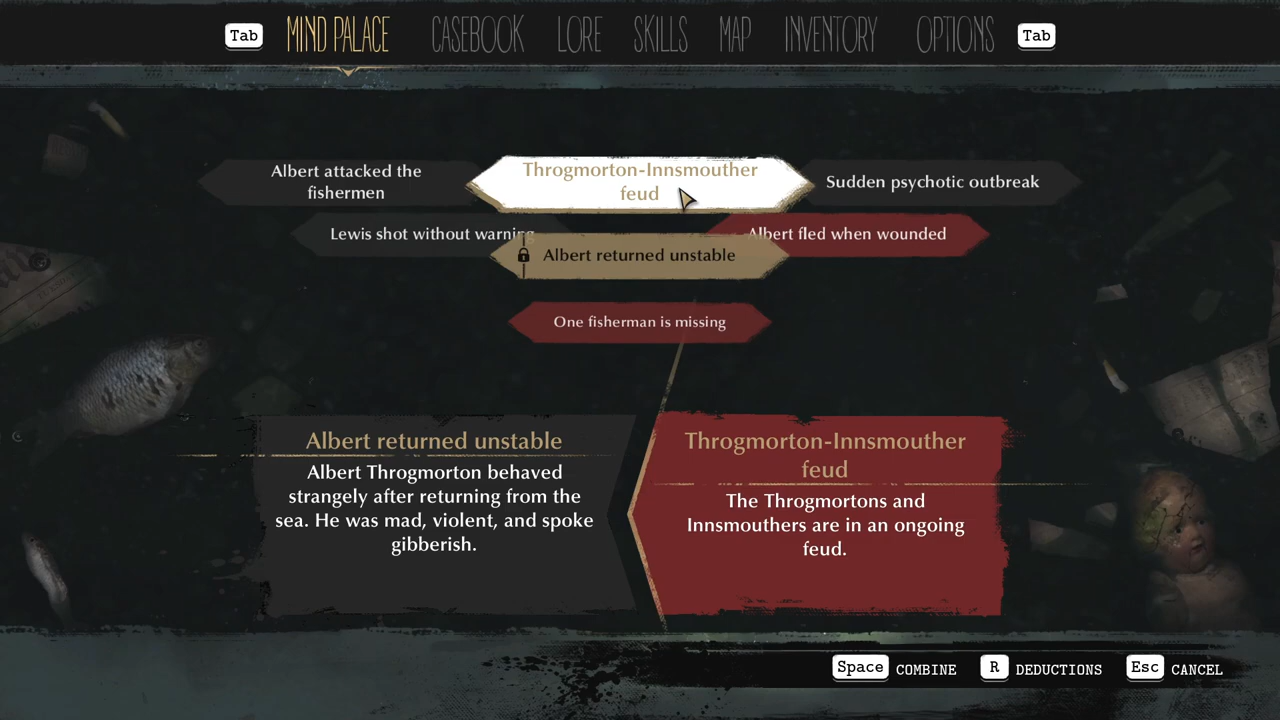 Tab MIND PALACE CASEBOOK LORE SKILLS MAP INVENTORY OPTIONS Tab
Albert attacked the
fishermen
Throgmorton-Innsmouther
feud
Sudden psychotic outbreak
Lewis shot without warning
Albert fled when wounded
Albert returned unstable
One fisherman is missing
Albert returned unstable
Albert Throgmorton behaved
strangely after returning from the
sea. He was mad, violent, and spoke
gibberish.
Throgmorton-Innsmouther
feud
The Throgmortons and
Innsmouthers are in an ongoing
feud.
Space COMBINE R DEDUCTIONS Esc CANCEL